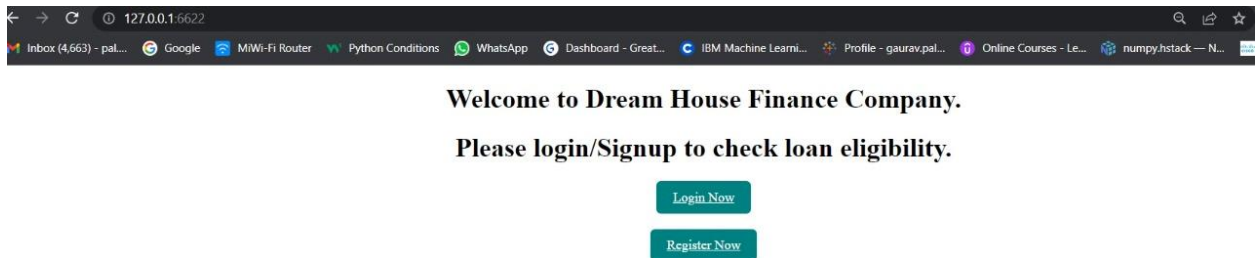 127.0.0.1:6622
Inbox (4,663) - pal... Google MiWi-Fi Router Python Conditions WhatsApp Dashboard - Great... IBM Machine Learni... Profile - gaurav.pal... Online Courses - Le... numpy.hstack — N...
Welcome to Dream House Finance Company.
Please login/Signup to check loan eligibility.
Login Now
Register Now